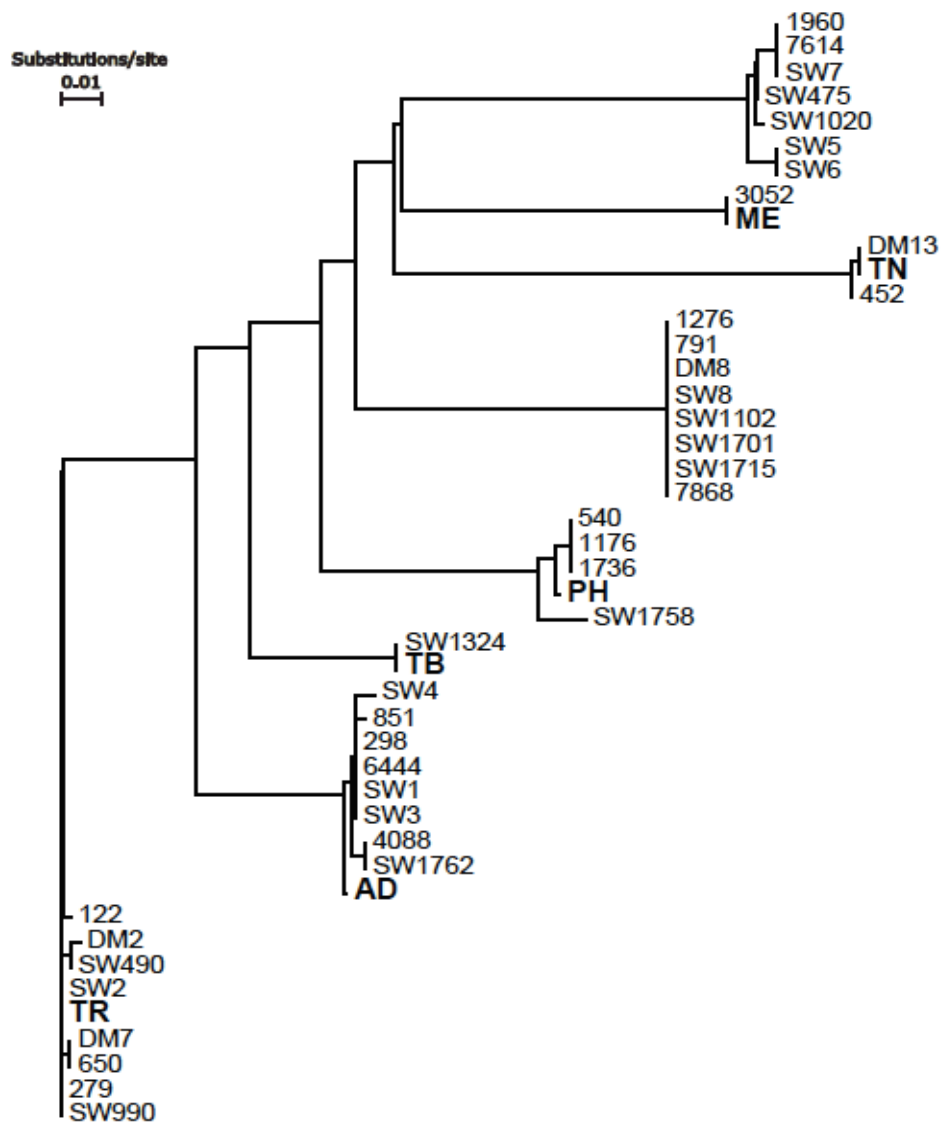 Substitutions/site
0.01
1960
7614
SW7
SW475
SW1020
SW5
SW6
3052
ME
DM13
TN
452
1276
791
DM8
SW8
SW1102
SW1701
SW1715
7868
540
1176
1736
PH
SW1758
SW1324
TB
SW4
851
298
6444
SW1
SW3
4088
SW1762
AD
122
DM2
SW490
SW2
TR
DM7
650
279
SW990